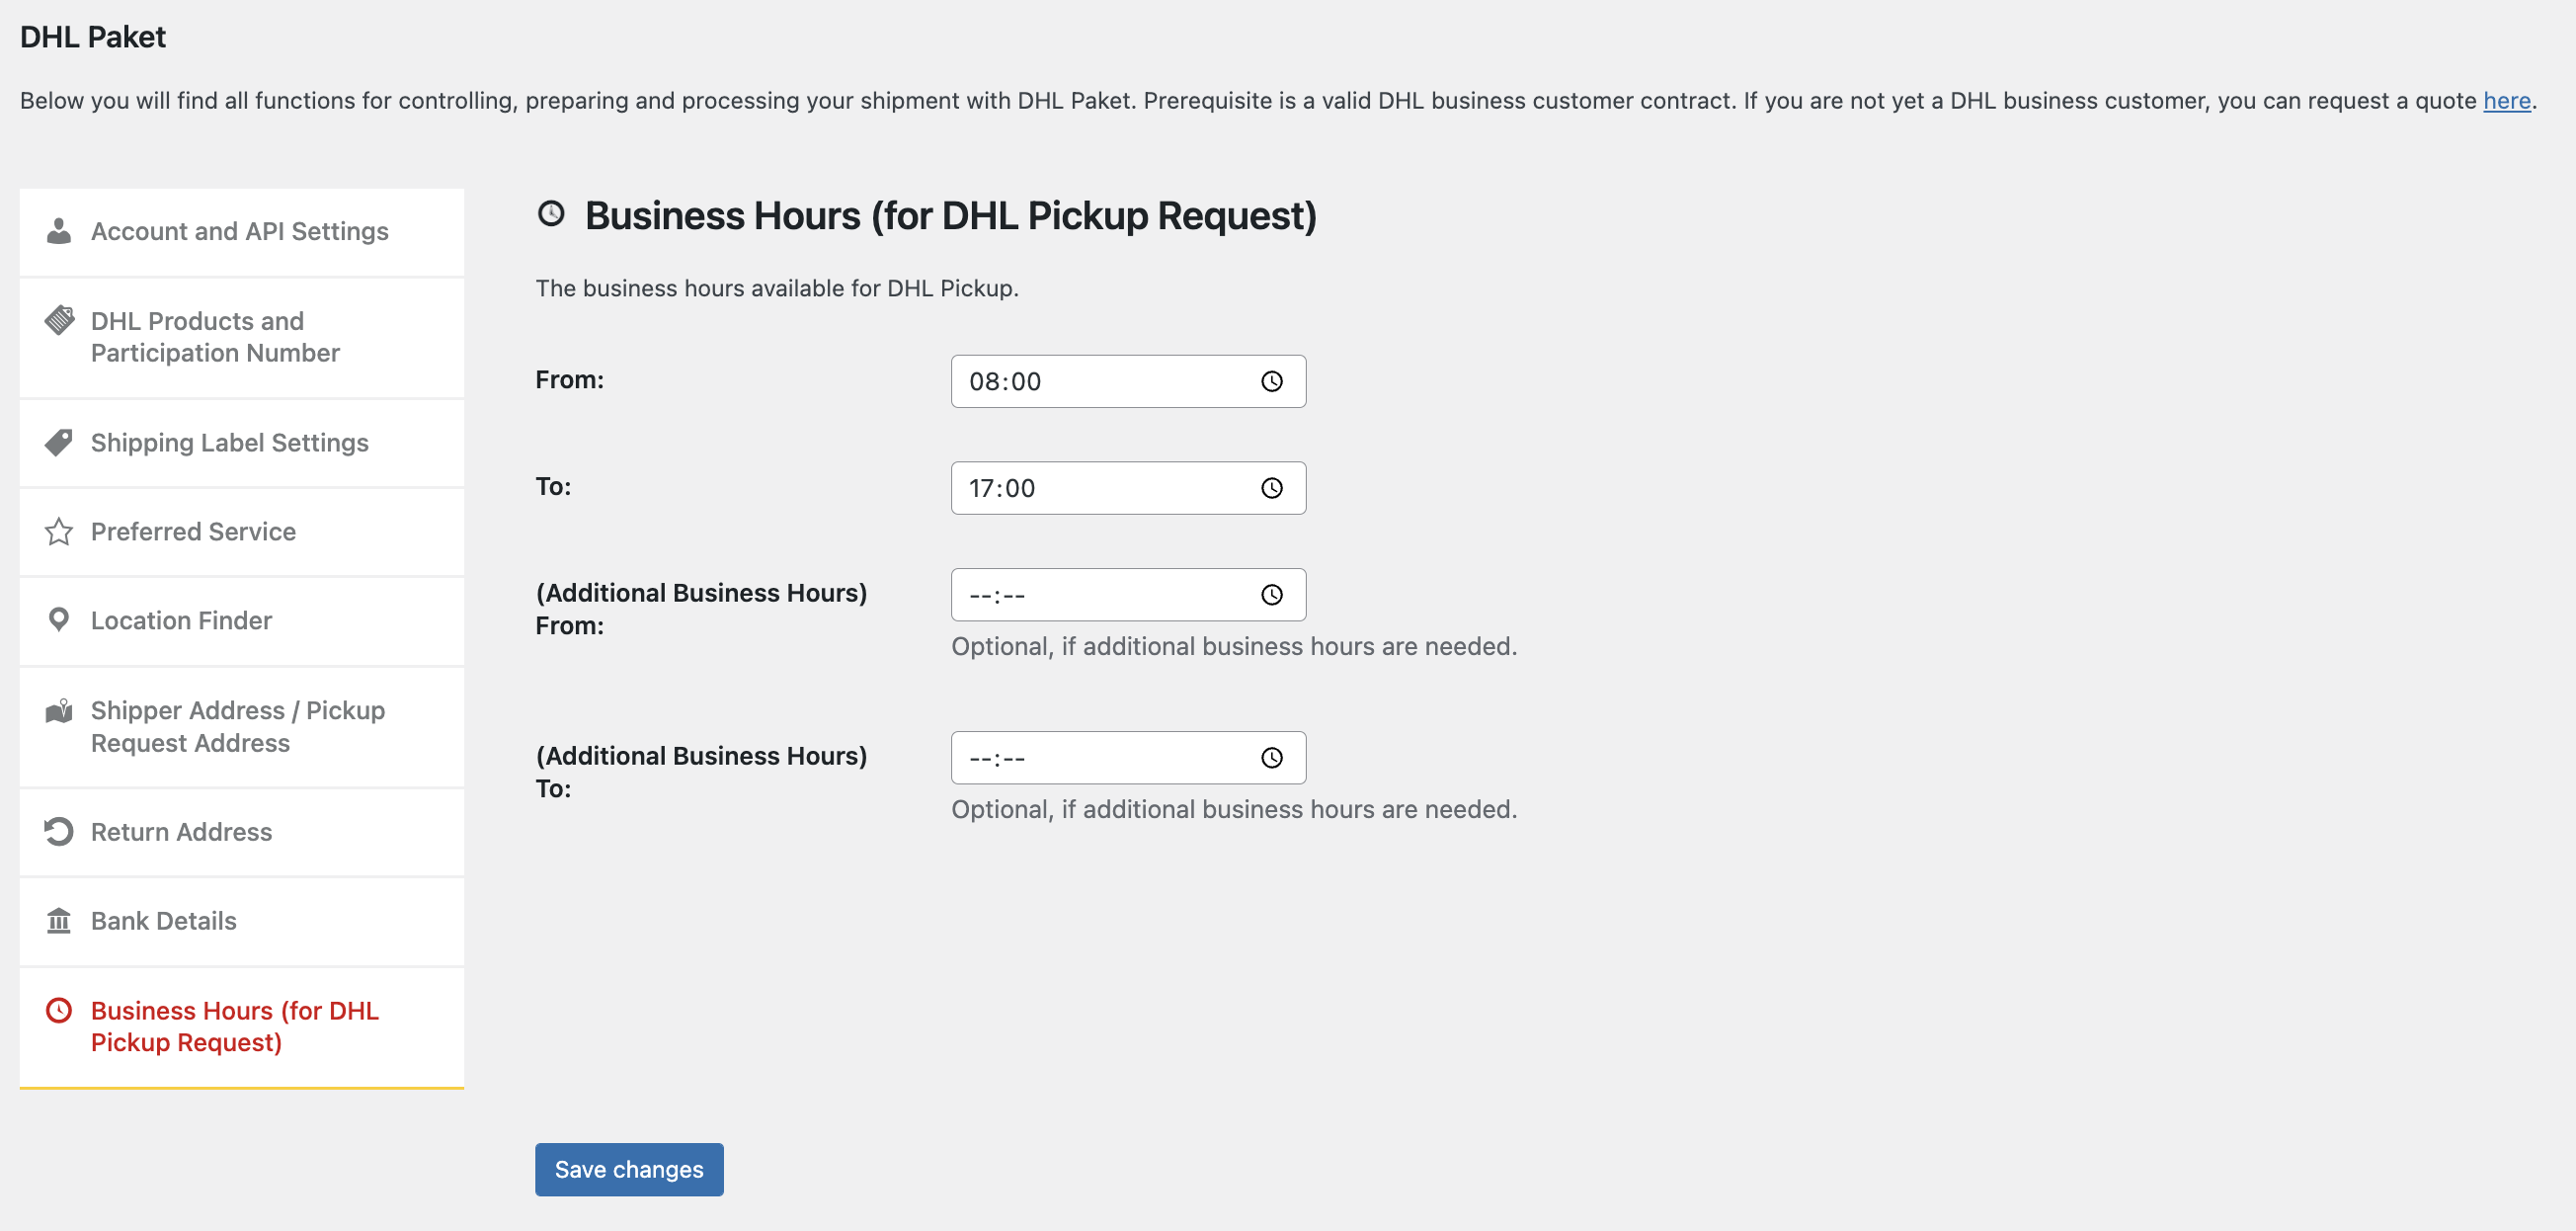 DHL Paket
Below you will find all functions for controlling, preparing and processing your shipment with DHL Paket. Prerequisite is a valid DHL business customer contract. If you are not yet a DHL business customer, you can request a quote here.
Account and API Settings
DHL Products and
Participation Number
Shipping Label Settings
Preferred Service
Location Finder
Shipper Address / Pickup
Request Address
Return Address
Bank Details
Business Hours (for DHL
Pickup Request)
Business Hours (for DHL Pickup Request)
The business hours available for DHL Pickup.
From:
08:00
To:
17:00
(Additional Business Hours)
From:
--:--
Optional, if additional business hours are needed.
(Additional Business Hours)
To:
--:--
Optional, if additional business hours are needed.
Save changes